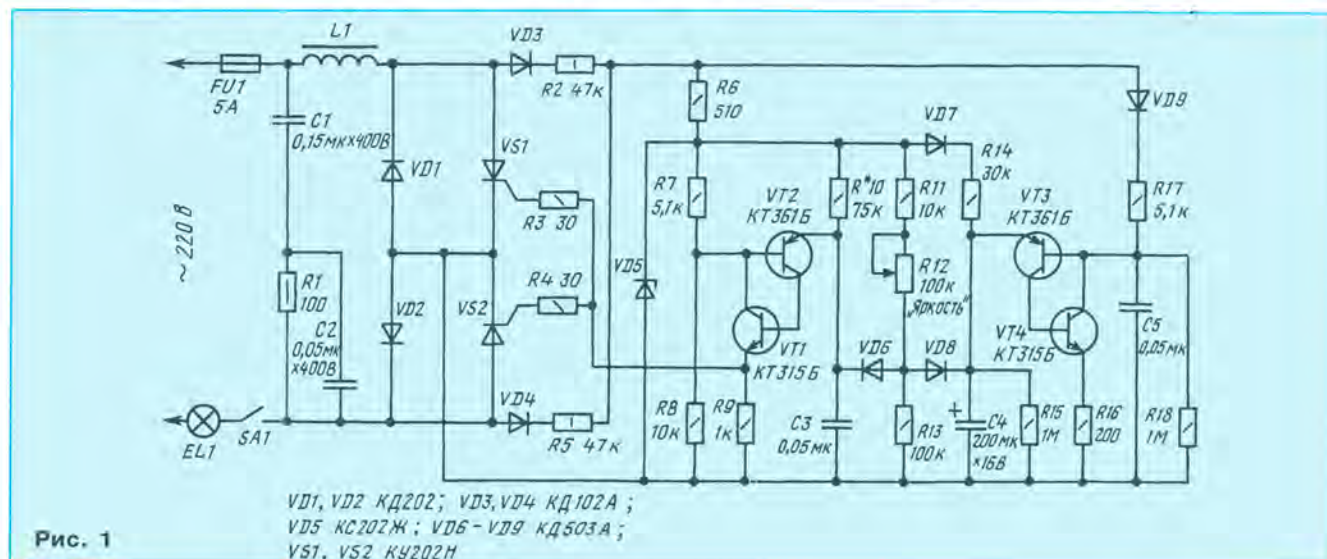 L1
VD3
FU1
5A
R2 47к
C1
0,15мк×400В
VD1
VS1
R3 30
R4 30
~220В
R1
100
C2
0,05мк
×400В
VD2
VS2
VD4
R5 47к
EL1
SA1
R6
510
R7
5,1к
VT2
КТ361Б
VD5
VT1
КТ315Б
R8
10к
R9
1к
R*10
75к
R11
10к
VD7
R14
30к
R12
100к
„Яркость"
VD6
VD8
C3
0,05мк
R13
100к
VT3
КТ361Б
VT4
КТ315Б
VD9
R17
5,1к
C5
0,05мк
+
C4
200мк
×16В
R15
1М
R16
200
R18
1М
VD1, VD2 КД202; VD3, VD4 КД102А;
VD5 КС202Ж; VD6-VD9 КД503А;
VS1, VS2 КУ202Н
Рис. 1